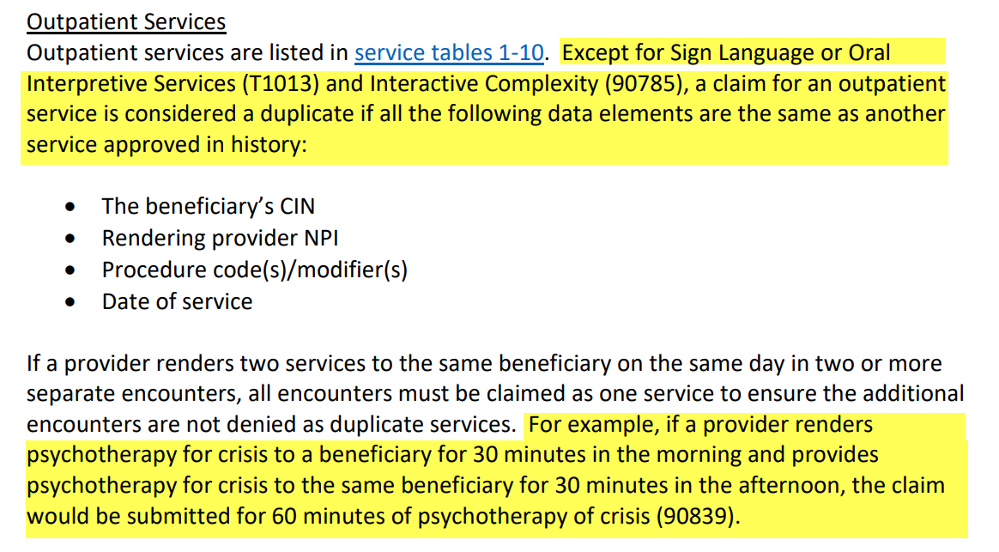 Outpatient Services
Outpatient services are listed in service tables 1-10. Except for Sign Language or Oral
Interpretive Services (T1013) and Interactive Complexity (90785), a claim for an outpatient
service is considered a duplicate if all the following data elements are the same as another
service approved in history:
• The beneficiary’s CIN
• Rendering provider NPI
• Procedure code(s)/modifier(s)
• Date of service
If a provider renders two services to the same beneficiary on the same day in two or more
separate encounters, all encounters must be claimed as one service to ensure the additional
encounters are not denied as duplicate services. For example, if a provider renders
psychotherapy for crisis to a beneficiary for 30 minutes in the morning and provides
psychotherapy for crisis to the same beneficiary for 30 minutes in the afternoon, the claim
would be submitted for 60 minutes of psychotherapy of crisis (90839).